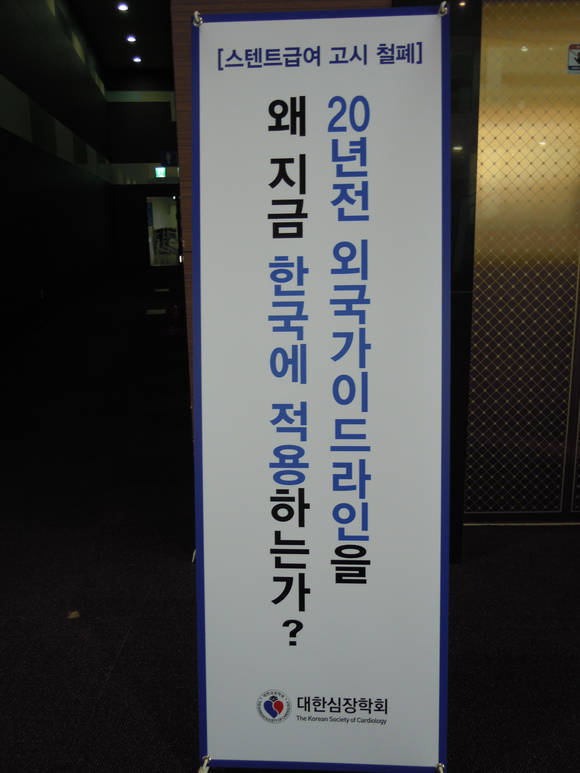 [스텐트급여 고시 철폐]
20년전 외국가이드라인을
왜 지금 한국에 적용하는가?
대한심장학회
The Korean Society of Cardiology